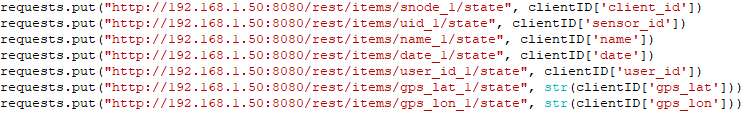 requests.put("http://192.168.1.50:8080/rest/items/snode_1/state", clientID['client_id'])
requests.put("http://192.168.1.50:8080/rest/items/uid_1/state", clientID['sensor_id'])
requests.put("http://192.168.1.50:8080/rest/items/name_1/state", clientID['name'])
requests.put("http://192.168.1.50:8080/rest/items/date_1/state", clientID['date'])
requests.put("http://192.168.1.50:8080/rest/items/user_id_1/state", clientID['user_id'])
requests.put("http://192.168.1.50:8080/rest/items/gps_lat_1/state", str(clientID['gps_lat']))
requests.put("http://192.168.1.50:8080/rest/items/gps_lon_1/state", str(clientID['gps_lon']))